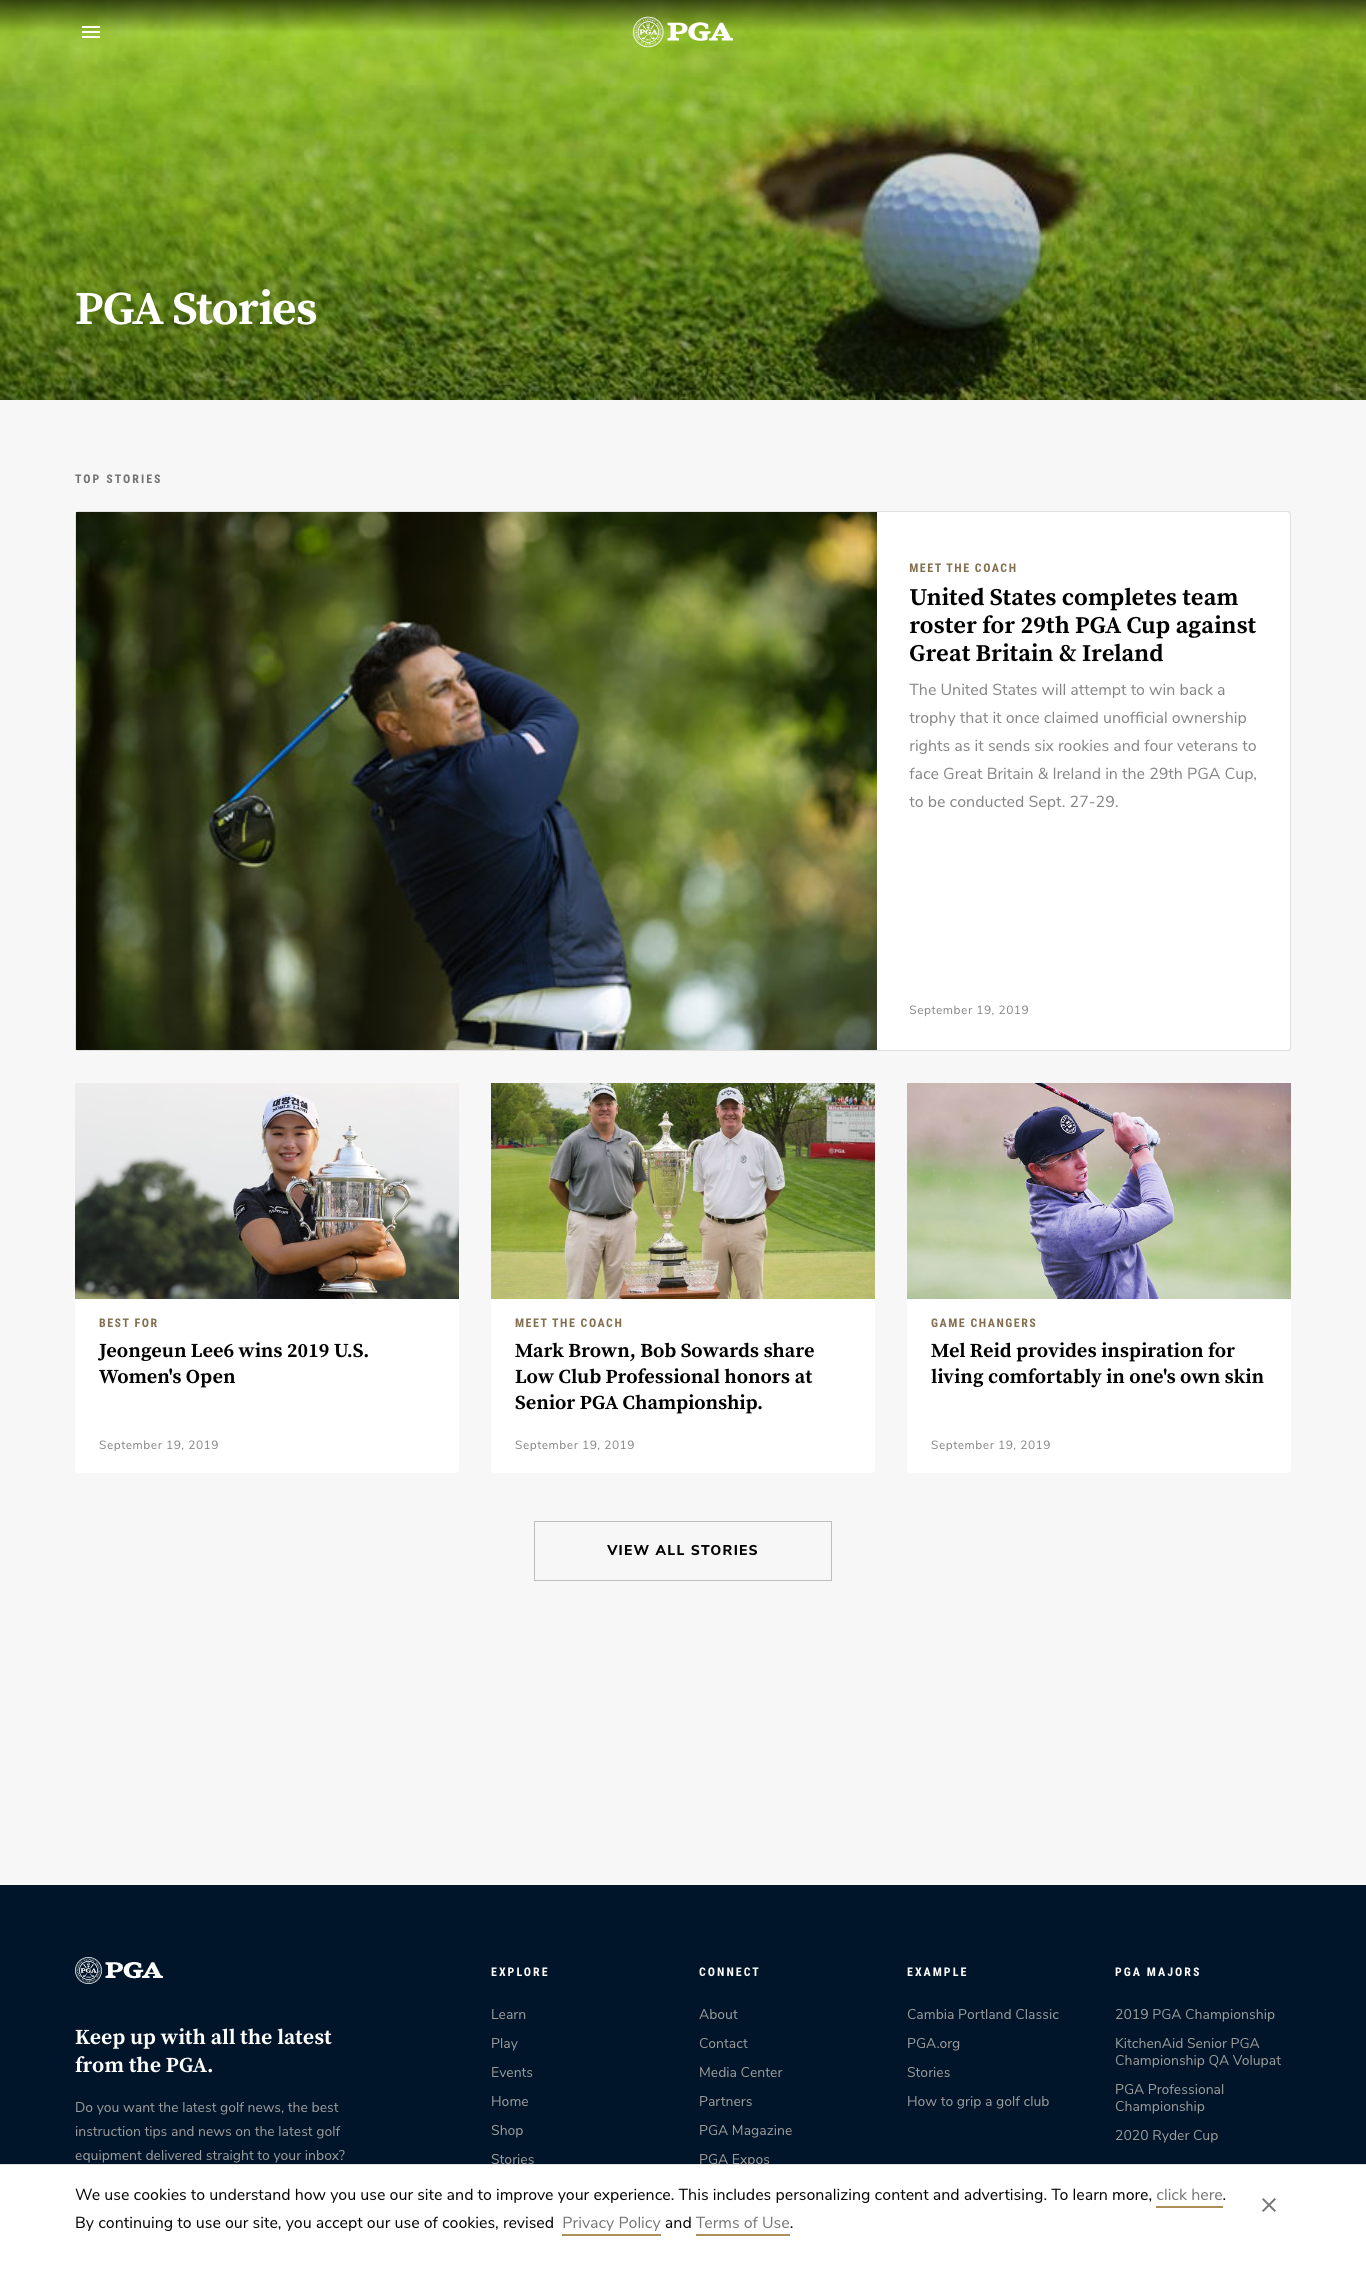 PGA
PGA Stories
TOP STORIES
MEET THE COACH
United States completes team
roster for 29th PGA Cup against
Great Britain & Ireland
The United States will attempt to win back a
trophy that it once claimed unofficial ownership
rights as it sends six rookies and four veterans to
face Great Britain & Ireland in the 29th PGA Cup,
to be conducted Sept. 27-29.
September 19, 2019
대방건설
BEST FOR
Jeongeun Lee6 wins 2019 U.S.
Women's Open
September 19, 2019
PGA
MEET THE COACH
Mark Brown, Bob Sowards share
Low Club Professional honors at
Senior PGA Championship.
September 19, 2019
GAME CHANGERS
Mel Reid provides inspiration for
living comfortably in one's own skin
September 19, 2019
VIEW ALL STORIES
PGA
Keep up with all the latest
from the PGA.
Do you want the latest golf news, the best
instruction tips and news on the latest golf
equipment delivered straight to your inbox?
EXPLORE
Learn
Play
Events
Home
Shop
Stories
CONNECT
About
Contact
Media Center
Partners
PGA Magazine
PGA Expos
EXAMPLE
Cambia Portland Classic
PGA.org
Stories
How to grip a golf club
PGA MAJORS
2019 PGA Championship
KitchenAid Senior PGA
Championship QA Volupat
PGA Professional
Championship
2020 Ryder Cup
We use cookies to understand how you use our site and to improve your experience. This includes personalizing content and advertising. To learn more, click here.
By continuing to use our site, you accept our use of cookies, revised Privacy Policy and Terms of Use.